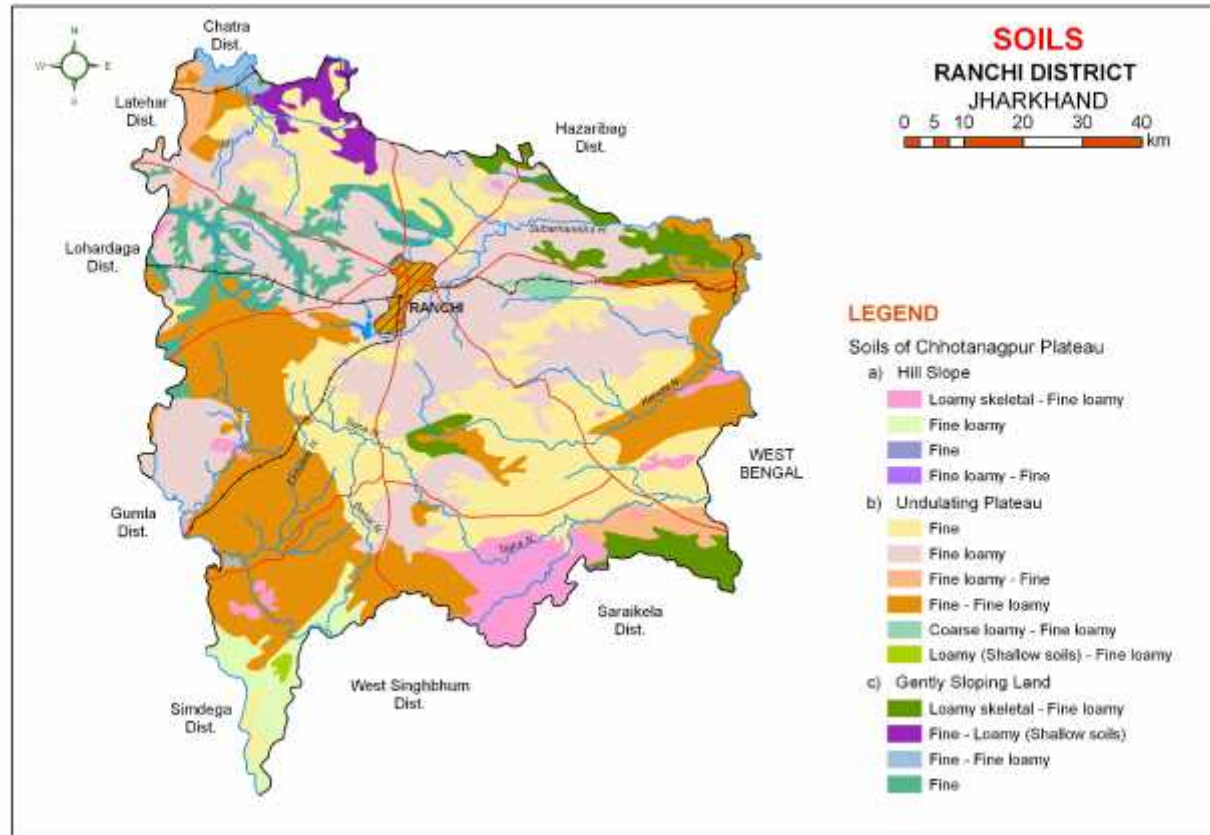 SOILS
RANCHI DISTRICT
JHARKHAND
0 5 10 20 30 40
km
N
W E
S
Chatra
Dist.
Latehar
Dist.
Hazaribag
Dist.
Lohardaga
Dist.
Subarnarekha R.
RANCHI
WEST
BENGAL
Gumla
Dist.
Tajna N.
Saraikela
Dist.
West Singhbhum
Dist.
Simdega
Dist.
LEGEND
Soils of Chhotanagpur Plateau
a) Hill Slope
Loamy skeletal - Fine loamy
Fine loamy
Fine
Fine loamy - Fine
b) Undulating Plateau
Fine
Fine loamy
Fine loamy - Fine
Fine - Fine loamy
Coarse loamy - Fine loamy
Loamy (Shallow soils) - Fine loamy
c) Gently Sloping Land
Loamy skeletal - Fine loamy
Fine - Loamy (Shallow soils)
Fine - Fine loamy
Fine